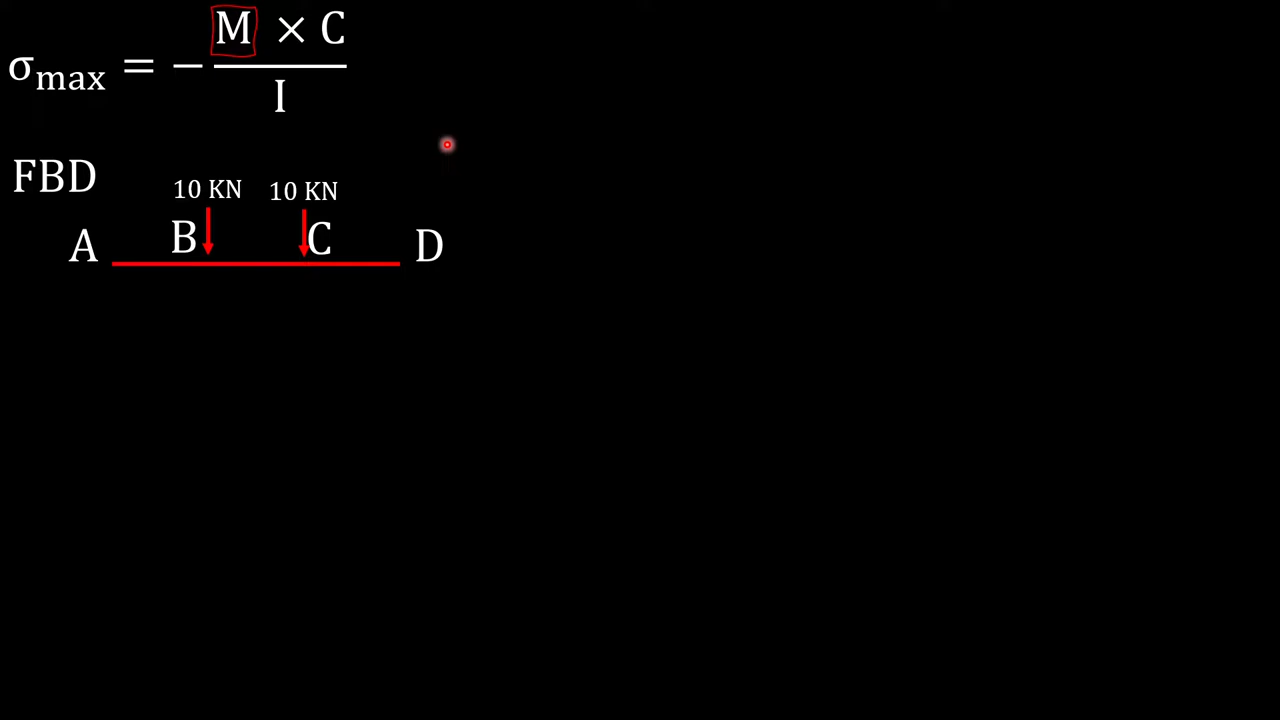 σmax = − M × C / I
FBD
10 KN 10 KN
A B C D